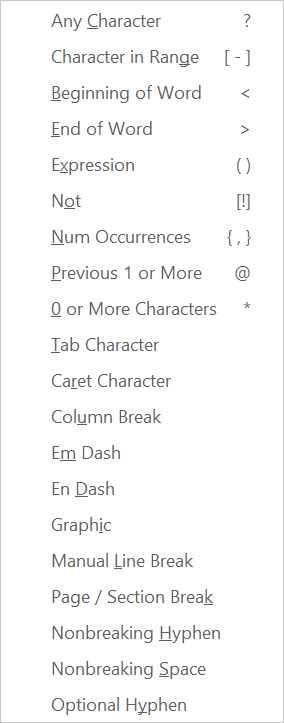 Any Character ?
Character in Range [ - ]
Beginning of Word <
End of Word >
Expression ( )
Not [!]
Num Occurrences { , }
Previous 1 or More @
0 or More Characters *
Tab Character
Caret Character
Column Break
Em Dash
En Dash
Graphic
Manual Line Break
Page / Section Break
Nonbreaking Hyphen
Nonbreaking Space
Optional Hyphen